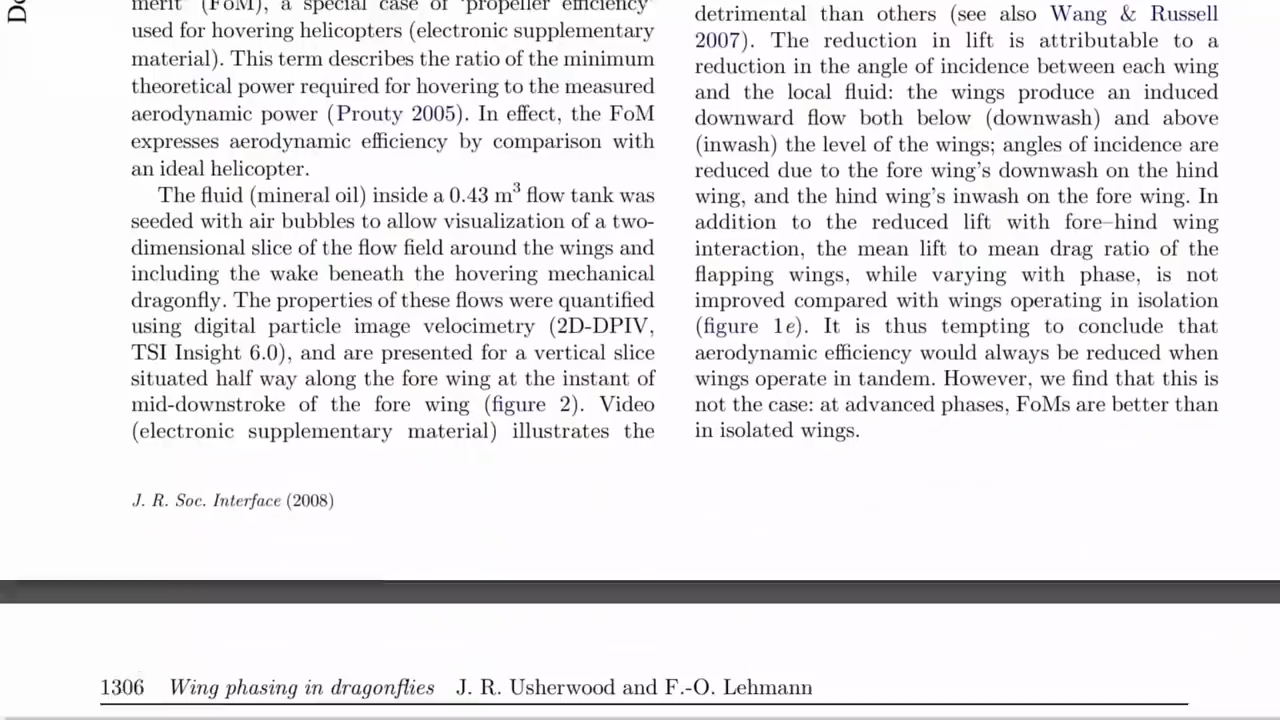 merit' (FoM), a special case of 'propeller efficiency'
used for hovering helicopters (electronic supplementary
material). This term describes the ratio of the minimum
theoretical power required for hovering to the measured
aerodynamic power (Prouty 2005). In effect, the FoM
expresses aerodynamic efficiency by comparison with
an ideal helicopter.
The fluid (mineral oil) inside a 0.43 m³ flow tank was
seeded with air bubbles to allow visualization of a two-
dimensional slice of the flow field around the wings and
including the wake beneath the hovering mechanical
dragonfly. The properties of these flows were quantified
using digital particle image velocimetry (2D-DPIV,
TSI Insight 6.0), and are presented for a vertical slice
situated half way along the fore wing at the instant of
mid-downstroke of the fore wing (figure 2). Video
(electronic supplementary material) illustrates the
detrimental than others (see also Wang & Russell
2007). The reduction in lift is attributable to a
reduction in the angle of incidence between each wing
and the local fluid: the wings produce an induced
downward flow both below (downwash) and above
(inwash) the level of the wings; angles of incidence are
reduced due to the fore wing's downwash on the hind
wing, and the hind wing's inwash on the fore wing. In
addition to the reduced lift with fore–hind wing
interaction, the mean lift to mean drag ratio of the
flapping wings, while varying with phase, is not
improved compared with wings operating in isolation
(figure 1e). It is thus tempting to conclude that
aerodynamic efficiency would always be reduced when
wings operate in tandem. However, we find that this is
not the case: at advanced phases, FoMs are better than
in isolated wings.
J. R. Soc. Interface (2008)
1306 Wing phasing in dragonflies J. R. Usherwood and F.-O. Lehmann